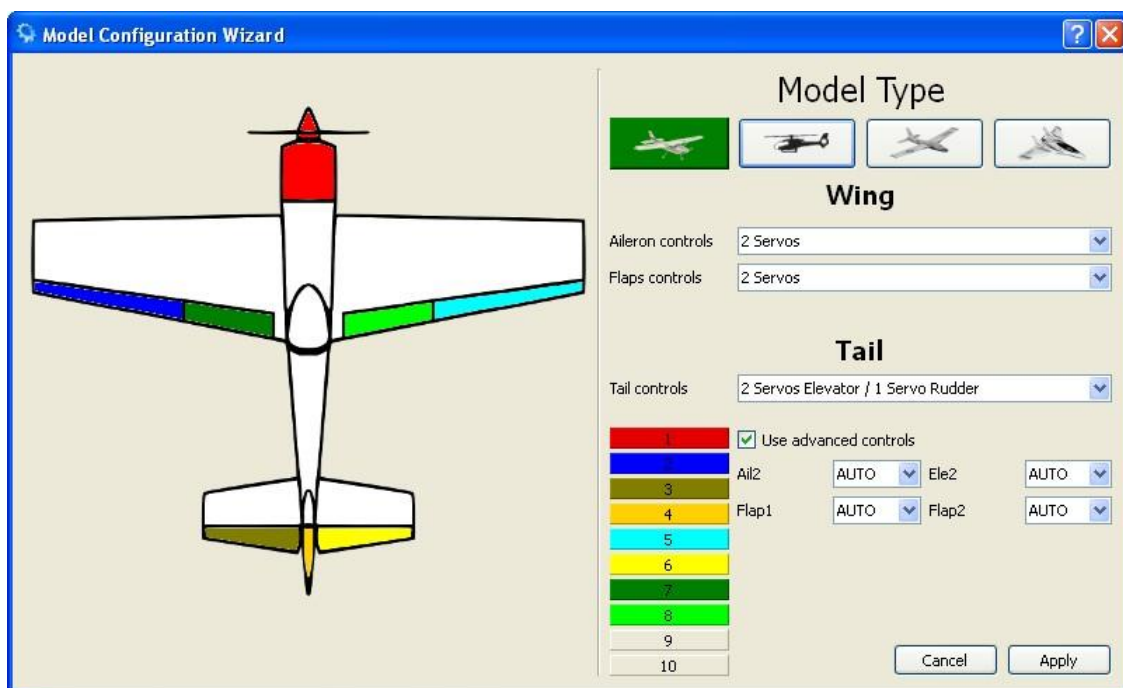 Model Configuration Wizard
Model Type
Wing
Aileron controls 2 Servos
Flaps controls 2 Servos
Tail
Tail controls 2 Servos Elevator / 1 Servo Rudder
1 Use advanced controls
2
Ail2 AUTO Ele2 AUTO
3
4 Flap1 AUTO Flap2 AUTO
5
6
7
8
9
10
Cancel Apply